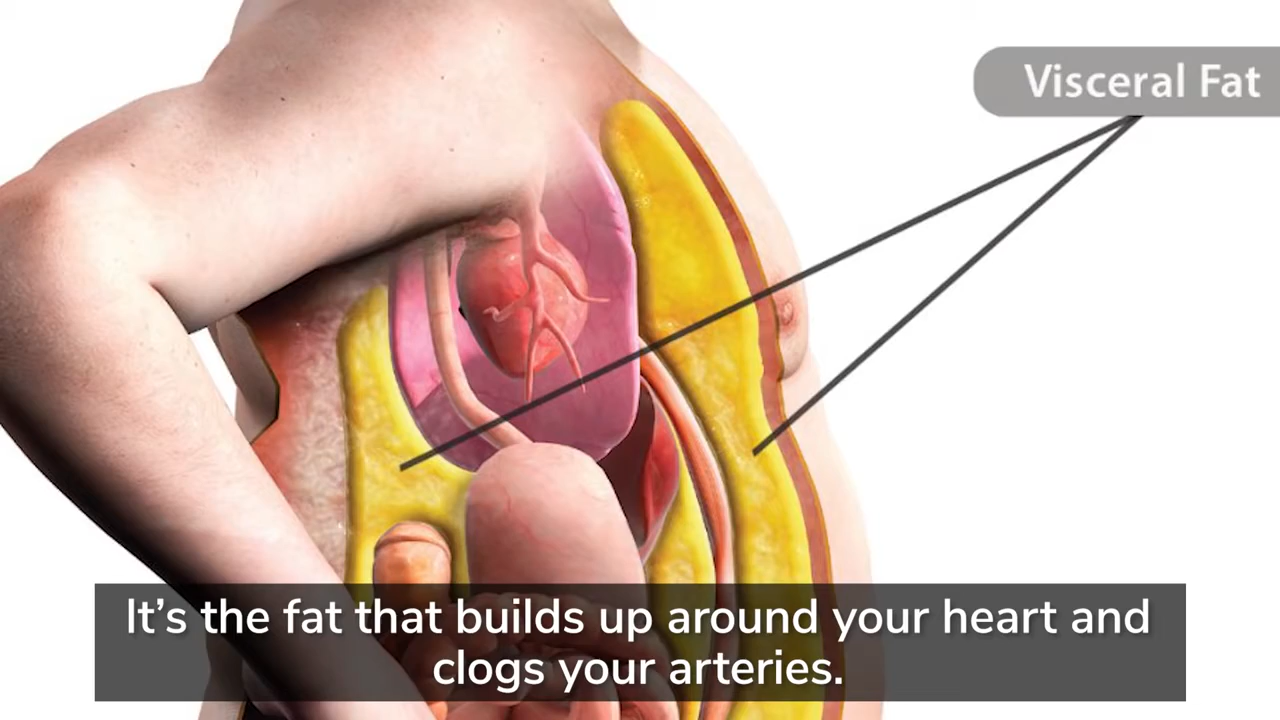 Visceral Fat
It’s the fat that builds up around your heart and
clogs your arteries.